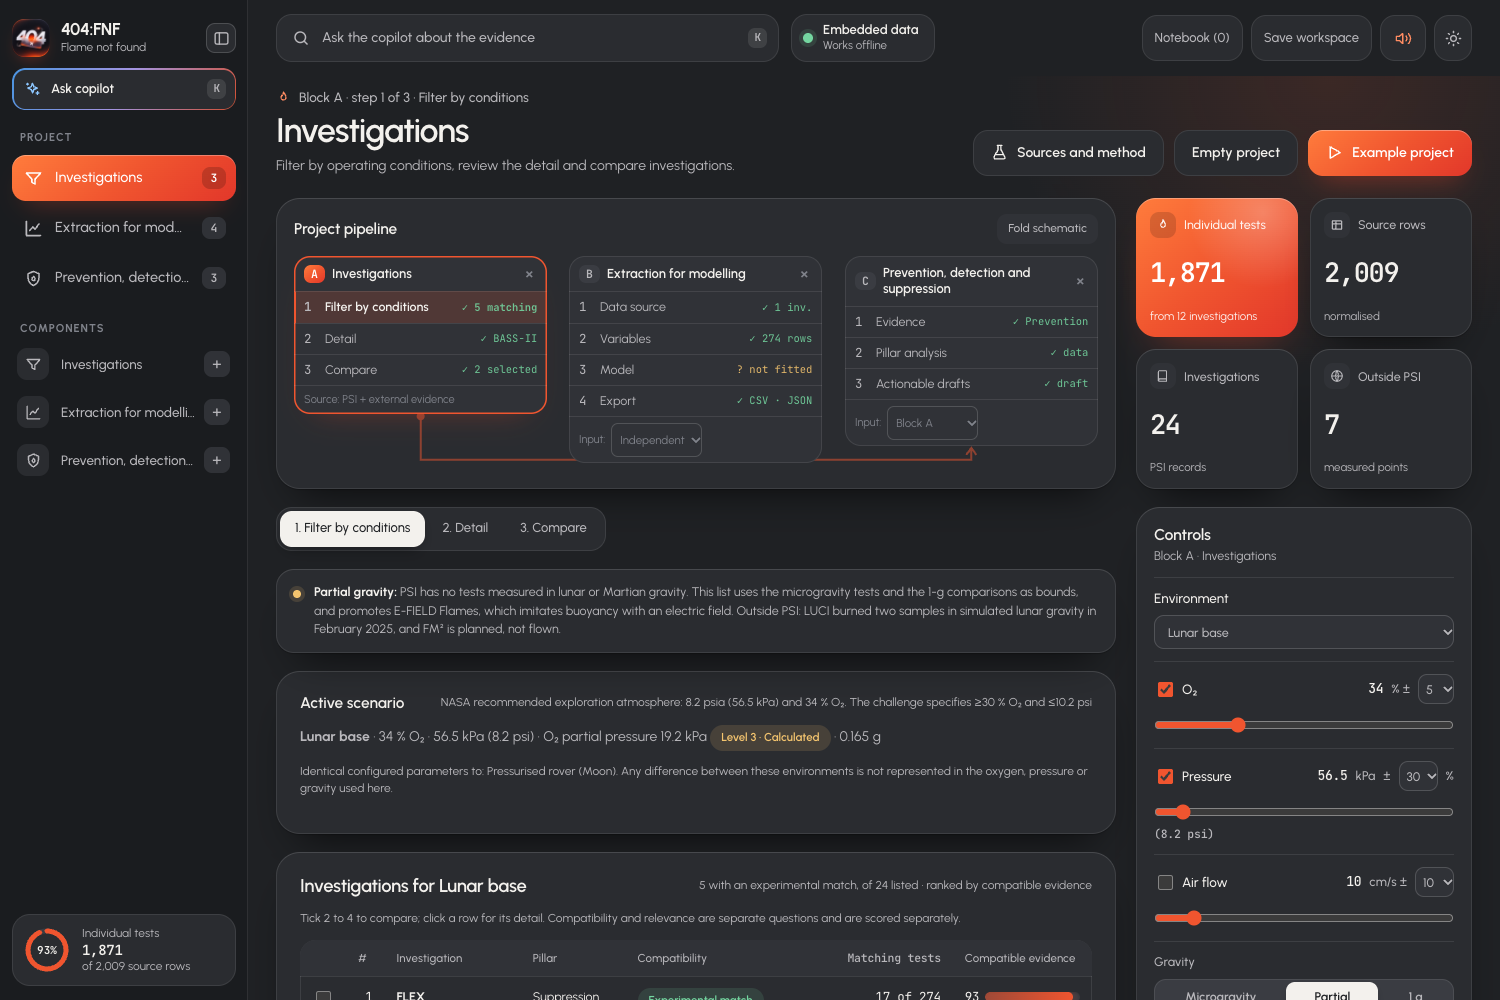 404:FNF
Flame not found
Ask copilot
K
PROJECT
Investigations
3
Extraction for mod...
4
Prevention, detectio...
3
COMPONENTS
Investigations
+
Extraction for modelli...
+
Prevention, detection...
+
93%
Individual tests
1,871
of 2,009 source rows
Ask the copilot about the evidence
K
Embedded data
Works offline
Notebook (0)
Save workspace
Block A · step 1 of 3 · Filter by conditions
Investigations
Filter by operating conditions, review the detail and compare investigations.
Sources and method
Empty project
Example project
Project pipeline
Fold schematic
A Investigations ×
1 Filter by conditions ✓ 5 matching
2 Detail ✓ BASS-II
3 Compare ✓ 2 selected
Source: PSI + external evidence
B Extraction for modelling ×
1 Data source ✓ 1 inv.
2 Variables ✓ 274 rows
3 Model ? not fitted
4 Export ✓ CSV · JSON
Input: Independent
C Prevention, detection and
suppression ×
1 Evidence ✓ Prevention
2 Pillar analysis ✓ data
3 Actionable drafts ✓ draft
Input: Block A
Individual tests
1,871
from 12 investigations
Source rows
2,009
normalised
Investigations
24
PSI records
Outside PSI
7
measured points
1. Filter by conditions
2. Detail
3. Compare
Partial gravity: PSI has no tests measured in lunar or Martian gravity. This list uses the microgravity tests and the 1-g comparisons as bounds,
and promotes E-FIELD Flames, which imitates buoyancy with an electric field. Outside PSI: LUCI burned two samples in simulated lunar gravity in
February 2025, and FM² is planned, not flown.
Active scenario
NASA recommended exploration atmosphere: 8.2 psia (56.5 kPa) and 34 % O₂. The challenge specifies ≥30 % O₂ and ≤10.2 psi
Lunar base · 34 % O₂ · 56.5 kPa (8.2 psi) · O₂ partial pressure 19.2 kPa Level 3 · Calculated · 0.165 g
Identical configured parameters to: Pressurised rover (Moon). Any difference between these environments is not represented in the oxygen, pressure or
gravity used here.
Investigations for Lunar base
5 with an experimental match, of 24 listed · ranked by compatible evidence
Tick 2 to 4 to compare; click a row for its detail. Compatibility and relevance are separate questions and are scored separately.
# Investigation Pillar Compatibility Matching tests Compatible evidence
1 FLEX Suppression Experimental match 17 of 274 93
Controls
Block A · Investigations
Environment
Lunar base
O₂ 34 % ± 5
Pressure 56.5 kPa ± 30 %
(8.2 psi)
Air flow 10 cm/s ± 10
Gravity
Microgravity Partial 1 g